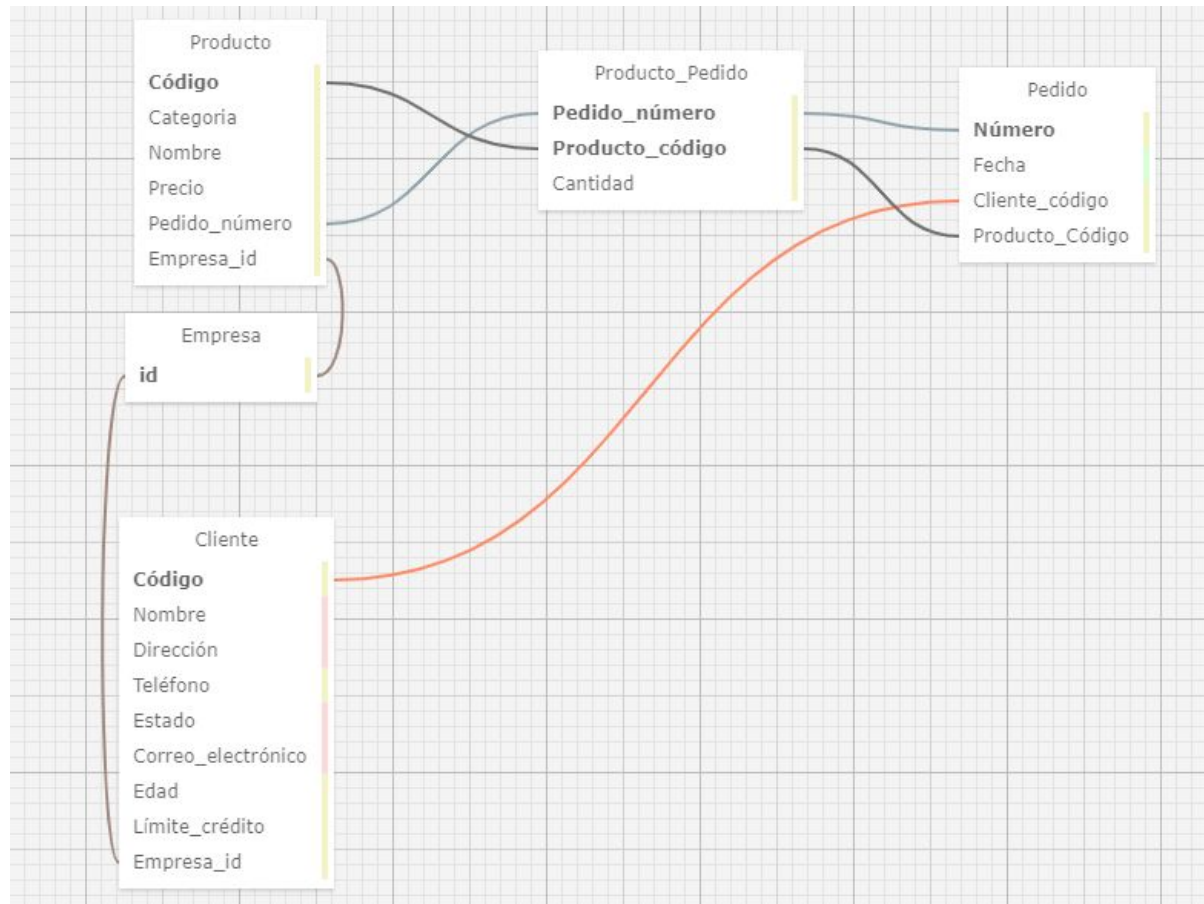 Producto
Código
Categoria
Nombre
Precio
Pedido_número
Empresa_id
Producto_Pedido
Pedido_número
Producto_código
Cantidad
Pedido
Número
Fecha
Cliente_código
Producto_Código
Empresa
id
Cliente
Código
Nombre
Dirección
Teléfono
Estado
Correo_electrónico
Edad
Límite_crédito
Empresa_id